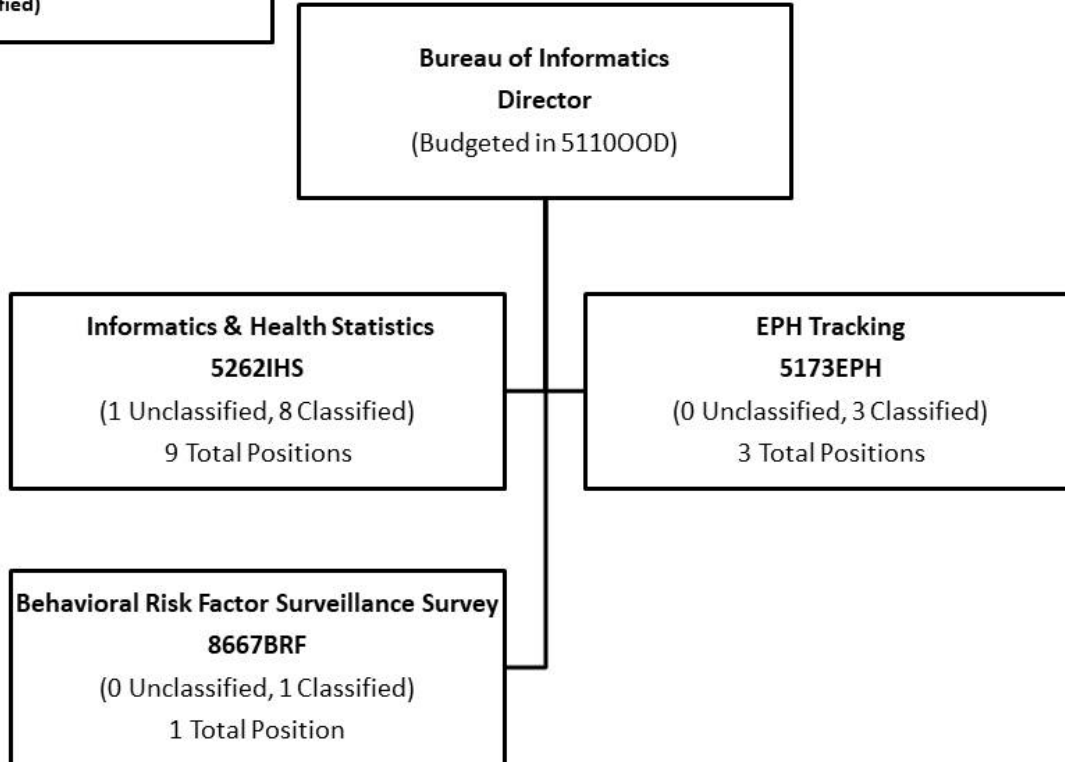 Bureau of Informatics
Director
(Budgeted in 5110OOD)
Informatics & Health Statistics
5262IHS
(1 Unclassified, 8 Classified)
9 Total Positions
EPH Tracking
5173EPH
(0 Unclassified, 3 Classified)
3 Total Positions
Behavioral Risk Factor Surveillance Survey
8667BRF
(0 Unclassified, 1 Classified)
1 Total Position